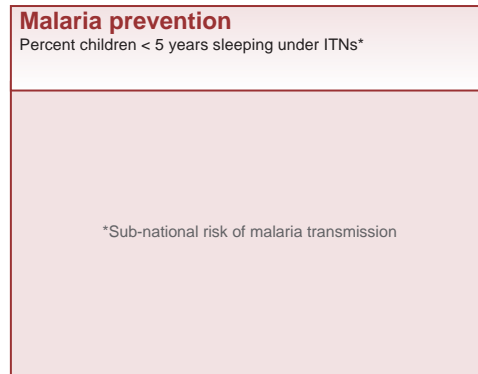 Malaria prevention
Percent children < 5 years sleeping under ITNs*
*Sub-national risk of malaria transmission